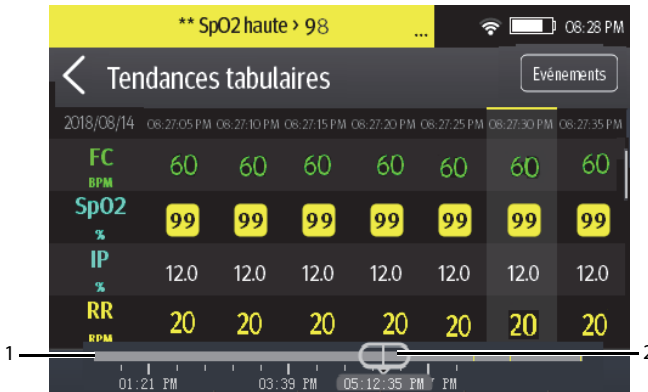 ** SpO2 haute > 98 ... 08:28 PM
Tendances tabulaires Evénements
2018/08/14 08:27:05 PM 08:27:10 PM 08:27:15 PM 08:27:20 PM 08:27:25 PM 08:27:30 PM 08:27:35 PM
FC 60 60 60 60 60 60 60
BPM
SpO2 99 99 99 99 99 99 99
%
IP 12.0 12.0 12.0 12.0 12.0 12.0 12.0
%
RR 20 20 20 20 20 20 20
RPM
1 2
01:21 PM 03:39 PM 05:12:35 PM PM